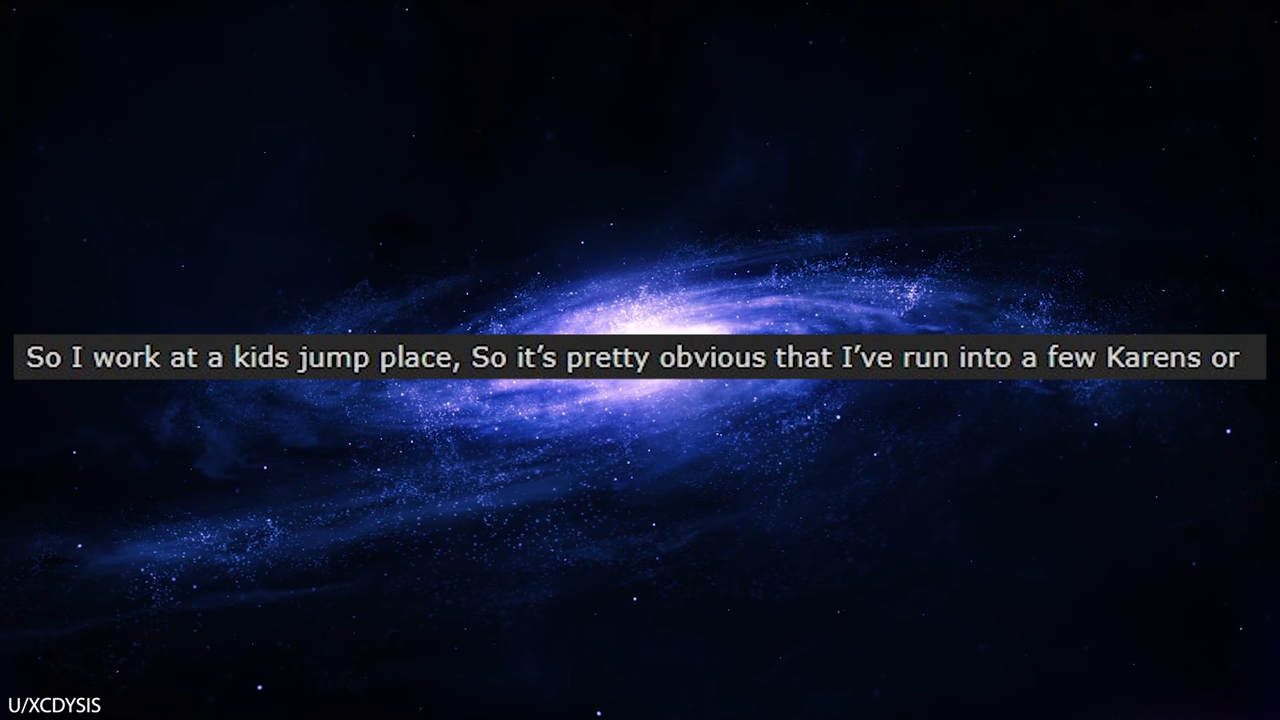 So I work at a kids jump place, So it’s pretty obvious that I’ve run into a few Karens or
U/XCDYSIS